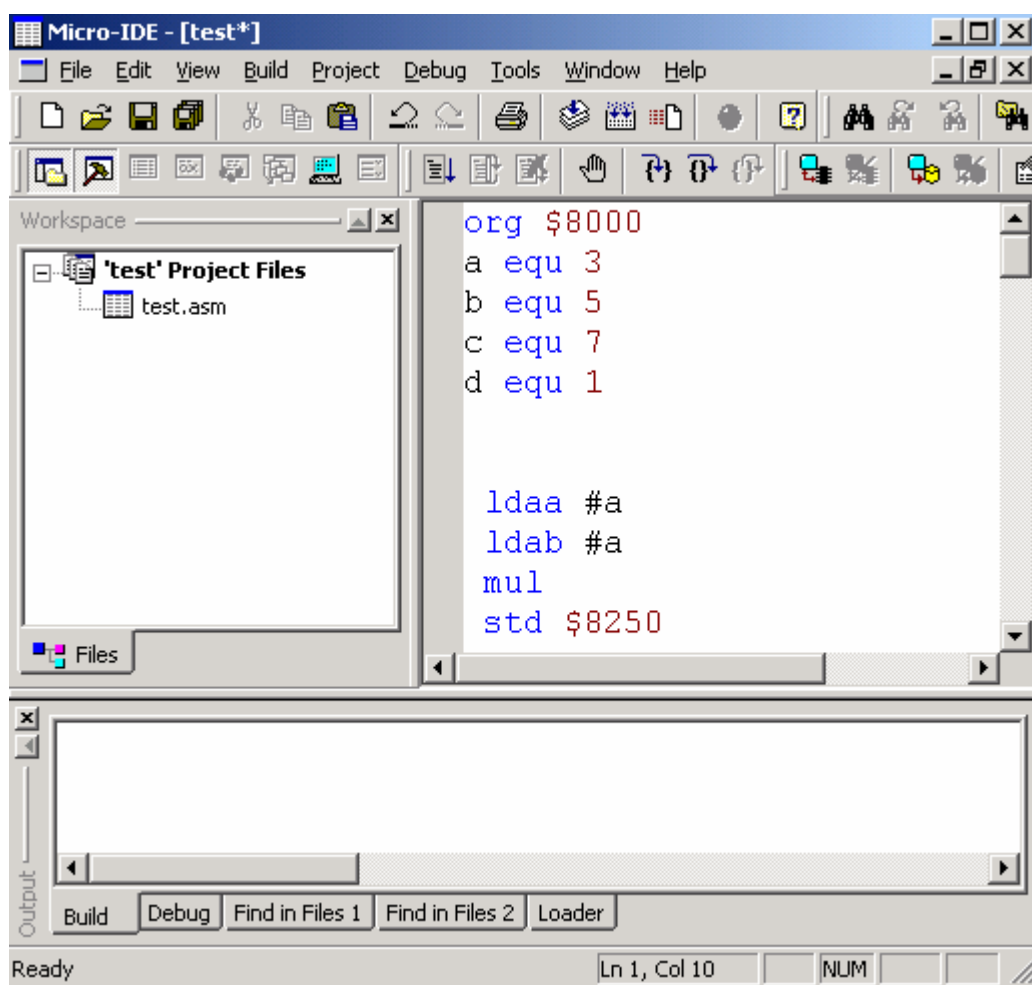 Micro-IDE - [test*]
File Edit View Build Project Debug Tools Window Help
Workspace
'test' Project Files
test.asm
Files
org $8000
a equ 3
b equ 5
c equ 7
d equ 1
ldaa #a
ldab #a
mul
std $8250
Output
Build Debug Find in Files 1 Find in Files 2 Loader
Ready Ln 1, Col 10 NUM